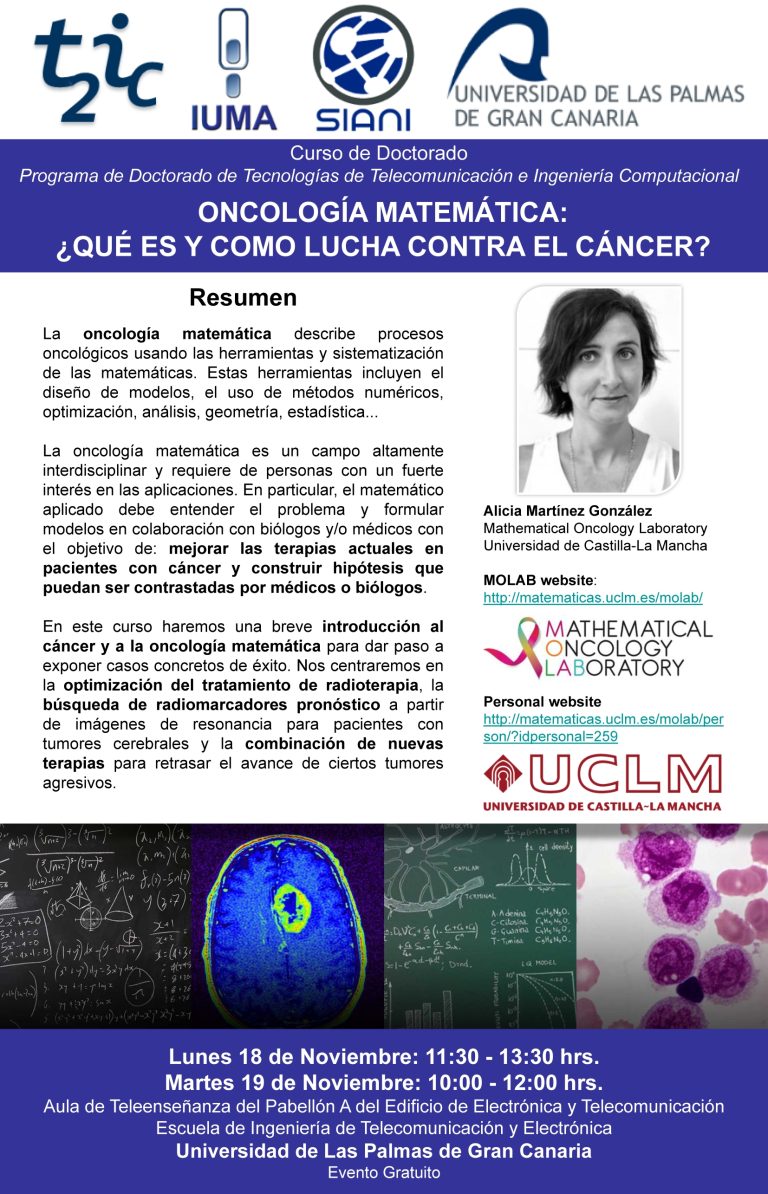 t2ic
IUMA
SIANI
UNIVERSIDAD DE LAS PALMAS
DE GRAN CANARIA
Curso de Doctorado
Programa de Doctorado de Tecnologías de Telecomunicación e Ingeniería Computacional
ONCOLOGÍA MATEMÁTICA:
¿QUÉ ES Y COMO LUCHA CONTRA EL CÁNCER?
Resumen
La oncología matemática describe procesos
oncológicos usando las herramientas y sistematización
de las matemáticas. Estas herramientas incluyen el
diseño de modelos, el uso de métodos numéricos,
optimización, análisis, geometría, estadística...
La oncología matemática es un campo altamente
interdisciplinar y requiere de personas con un fuerte
interés en las aplicaciones. En particular, el matemático
aplicado debe entender el problema y formular
modelos en colaboración con biólogos y/o médicos con
el objetivo de: mejorar las terapias actuales en
pacientes con cáncer y construir hipótesis que
puedan ser contrastadas por médicos o biólogos.
En este curso haremos una breve introducción al
cáncer y a la oncología matemática para dar paso a
exponer casos concretos de éxito. Nos centraremos en
la optimización del tratamiento de radioterapia, la
búsqueda de radiomarcadores pronóstico a partir
de imágenes de resonancia para pacientes con
tumores cerebrales y la combinación de nuevas
terapias para retrasar el avance de ciertos tumores
agresivos.
Alicia Martínez González
Mathematical Oncology Laboratory
Universidad de Castilla-La Mancha
MOLAB website:
http://matematicas.uclm.es/molab/
MATHEMATICAL
ONCOLOGY
LABORATORY
Personal website
http://matematicas.uclm.es/molab/per
son/?idpersonal=259
UCLM
UNIVERSIDAD DE CASTILLA~LA MANCHA
CAPILAR
TERMINAL
cell density
A-Adenina
C-Citosina
G-Guanina
T-Timina
L.Q. MODEL
Lunes 18 de Noviembre: 11:30 - 13:30 hrs.
Martes 19 de Noviembre: 10:00 - 12:00 hrs.
Aula de Teleenseñanza del Pabellón A del Edificio de Electrónica y Telecomunicación
Escuela de Ingeniería de Telecomunicación y Electrónica
Universidad de Las Palmas de Gran Canaria
Evento Gratuito